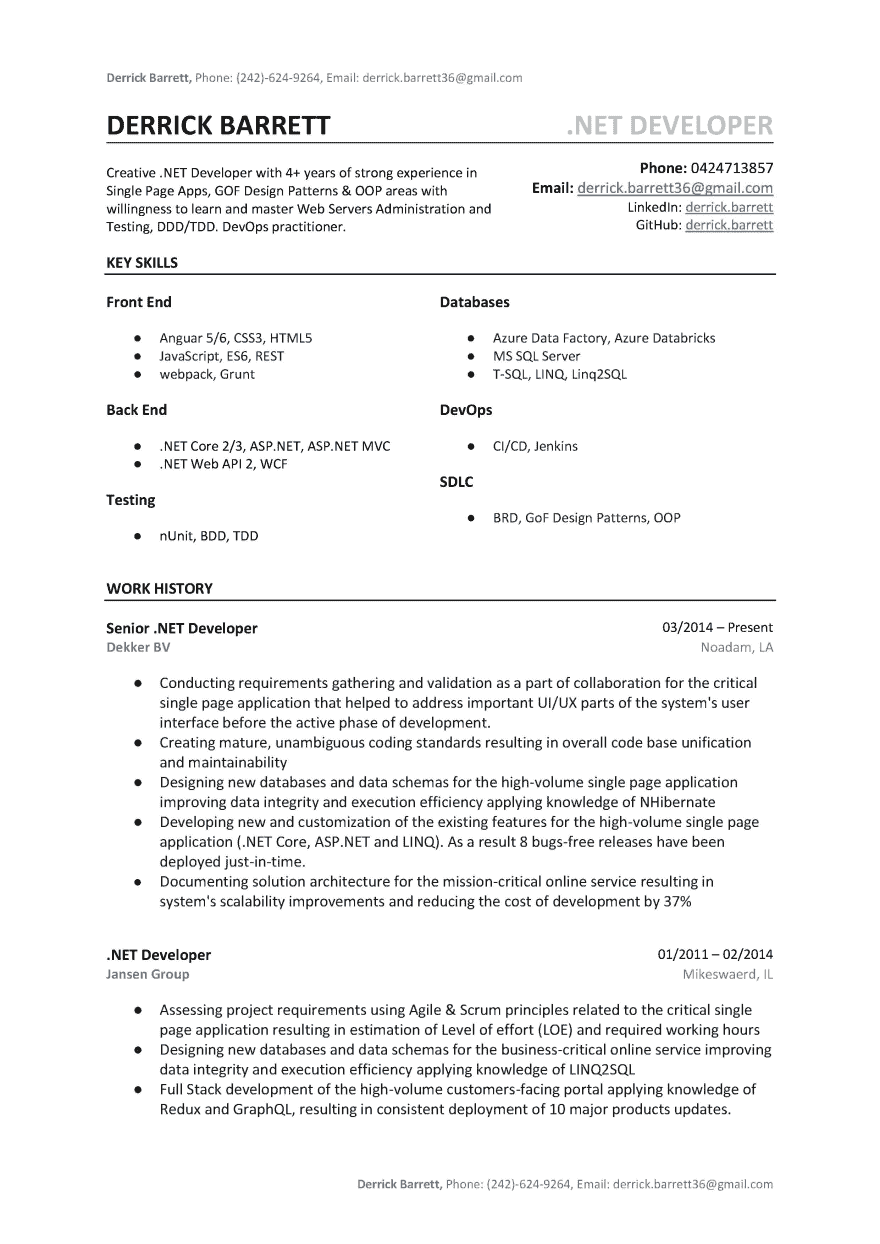 Derrick Barrett, Phone: (242)-624-9264, Email: derrick.barrett36@gmail.com
DERRICK BARRETT
.NET DEVELOPER
Creative .NET Developer with 4+ years of strong experience in
Single Page Apps, GOF Design Patterns & OOP areas with
willingness to learn and master Web Servers Administration and
Testing, DDD/TDD. DevOps practitioner.
Phone: 0424713857
Email: derrick.barrett36@gmail.com
LinkedIn: derrick.barrett
GitHub: derrick.barrett
KEY SKILLS
Front End
● Anguar 5/6, CSS3, HTML5
● JavaScript, ES6, REST
● webpack, Grunt
Back End
● .NET Core 2/3, ASP.NET, ASP.NET MVC
● .NET Web API 2, WCF
Testing
● nUnit, BDD, TDD
Databases
● Azure Data Factory, Azure Databricks
● MS SQL Server
● T-SQL, LINQ, Linq2SQL
DevOps
● CI/CD, Jenkins
SDLC
● BRD, GoF Design Patterns, OOP
WORK HISTORY
Senior .NET Developer
03/2014 – Present
Dekker BV
Noadam, LA
● Conducting requirements gathering and validation as a part of collaboration for the critical
single page application that helped to address important UI/UX parts of the system's user
interface before the active phase of development.
● Creating mature, unambiguous coding standards resulting in overall code base unification
and maintainability
● Designing new databases and data schemas for the high-volume single page application
improving data integrity and execution efficiency applying knowledge of NHibernate
● Developing new and customization of the existing features for the high-volume single page
application (.NET Core, ASP.NET and LINQ). As a result 8 bugs-free releases have been
deployed just-in-time.
● Documenting solution architecture for the mission-critical online service resulting in
system's scalability improvements and reducing the cost of development by 37%
.NET Developer
01/2011 – 02/2014
Jansen Group
Mikeswaerd, IL
● Assessing project requirements using Agile & Scrum principles related to the critical single
page application resulting in estimation of Level of effort (LOE) and required working hours
● Designing new databases and data schemas for the business-critical online service improving
data integrity and execution efficiency applying knowledge of LINQ2SQL
● Full Stack development of the high-volume customers-facing portal applying knowledge of
Redux and GraphQL, resulting in consistent deployment of 10 major products updates.
Derrick Barrett, Phone: (242)-624-9264, Email: derrick.barrett36@gmail.com